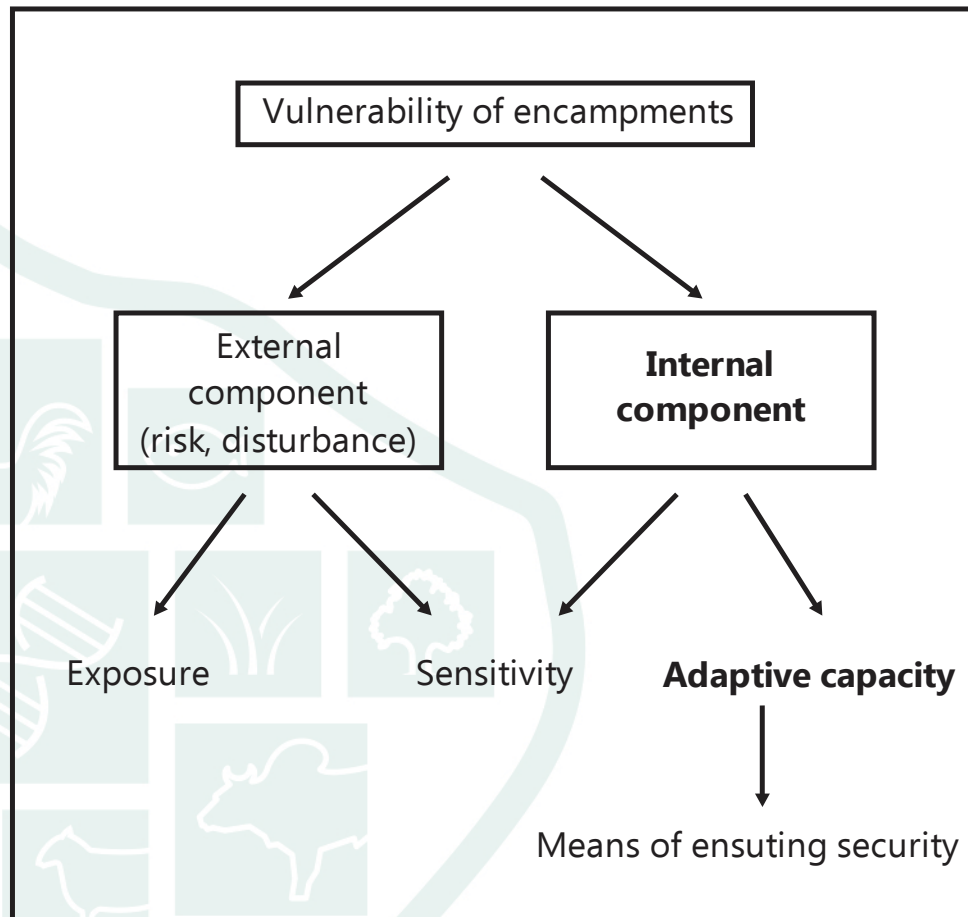 Vulnerability of encampments
External
component
(risk, disturbance)
Internal
component
Exposure
Sensitivity
Adaptive capacity
Means of ensuting security